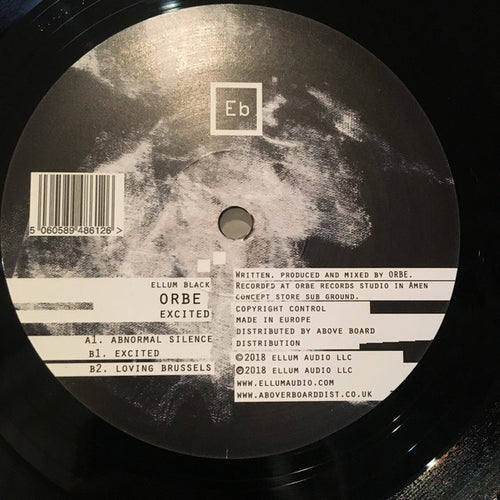 Eb
5 060589 486126 >
ELLUM BLACK
ORBE
EXCITED
A1. ABNORMAL SILENCE
B1. EXCITED
B2. LOVING BRUSSELS
WRITTEN, PRODUCED AND MIXED BY ORBE.
RECORDED AT ORBE RECORDS STUDIO IN AMEN
CONCEPT STORE SUB GROUND.
COPYRIGHT CONTROL
MADE IN EUROPE
DISTRIBUTED BY ABOVE BOARD
DISTRIBUTION
©2018 ELLUM AUDIO LLC
℗2018 ELLUM AUDIO LLC
WWW.ELLUMAUDIO.COM
WWW.ABOVEBOARDDIST.CO.UK